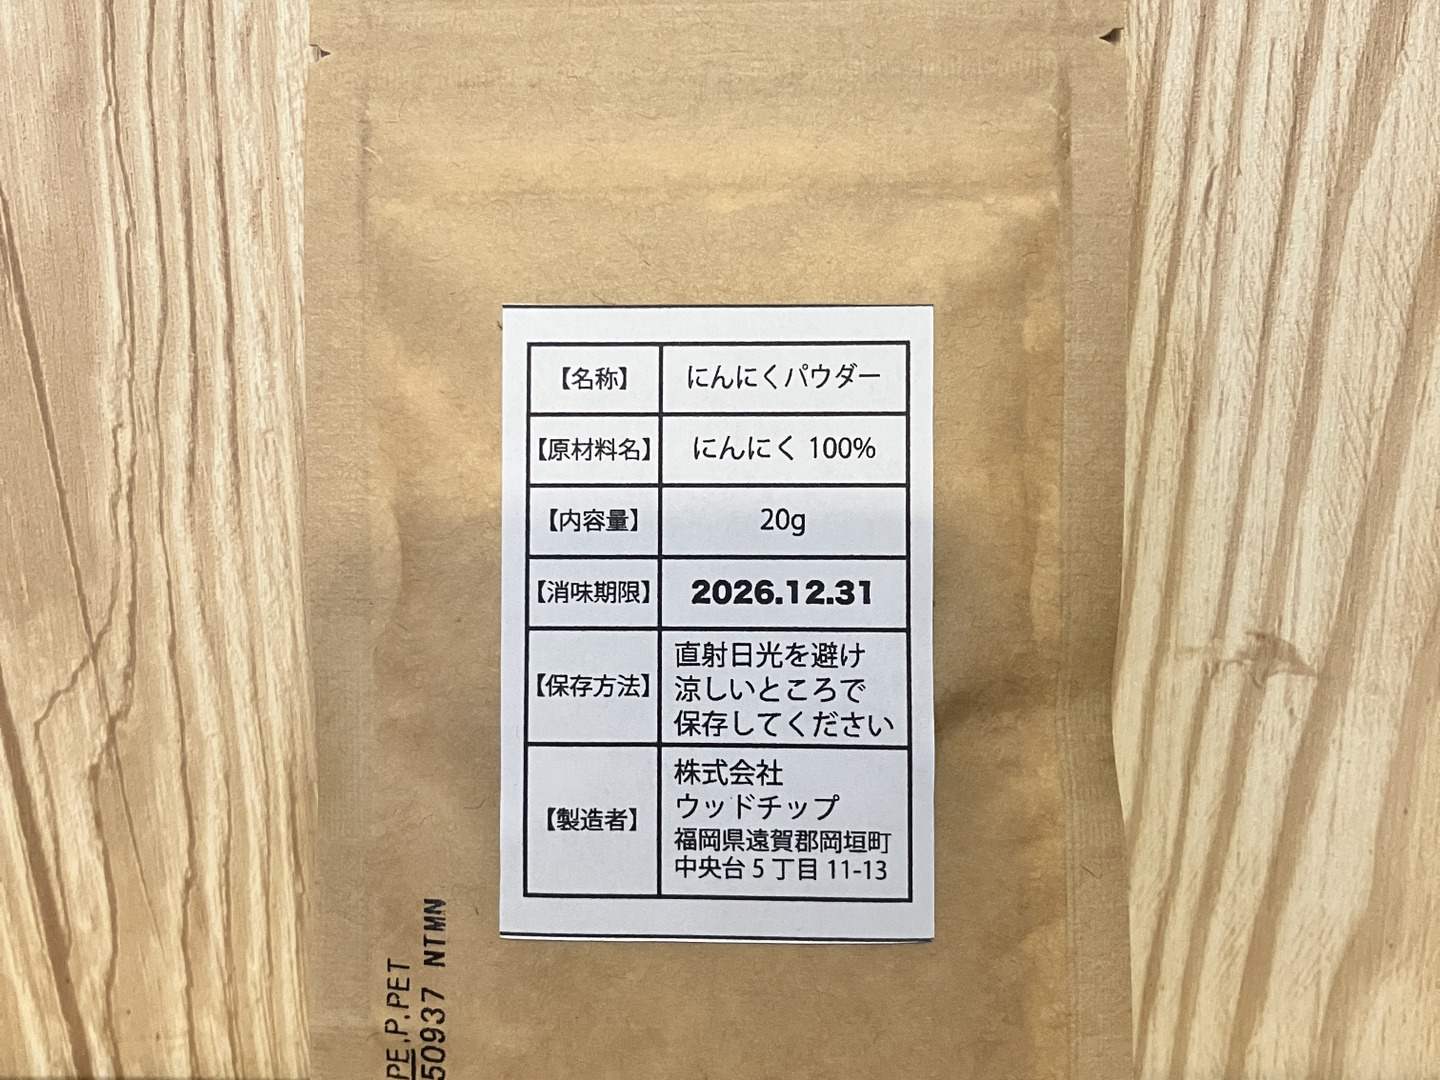 【名称】 にんにくパウダー
【原材料名】 にんにく 100%
【内容量】 20g
【消味期限】 2026.12.31
【保存方法】 直射日光を避け
涼しいところで
保存してください
【製造者】 株式会社
ウッドチップ
福岡県遠賀郡岡垣町
中央台 5 丁目 11-13
PE,P,PET
50937 NTMN